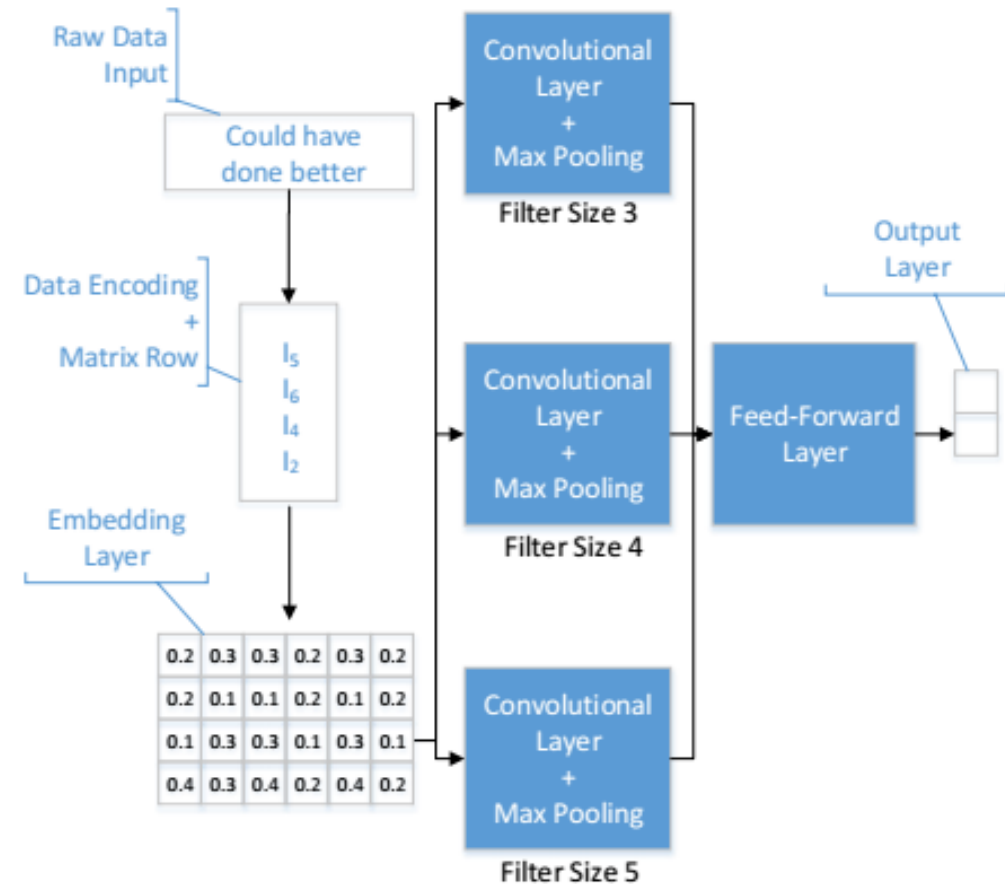 Raw Data
Input
Could have
done better
Data Encoding
+
Matrix Row
I₅
I₆
I₄
I₂
Embedding
Layer
0.2 0.3 0.3 0.2 0.3 0.2
0.2 0.1 0.1 0.2 0.1 0.2
0.1 0.3 0.3 0.1 0.3 0.1
0.4 0.3 0.4 0.2 0.4 0.2
Convolutional
Layer
+
Max Pooling
Filter Size 3
Convolutional
Layer
+
Max Pooling
Filter Size 4
Convolutional
Layer
+
Max Pooling
Filter Size 5
Feed-Forward
Layer
Output
Layer